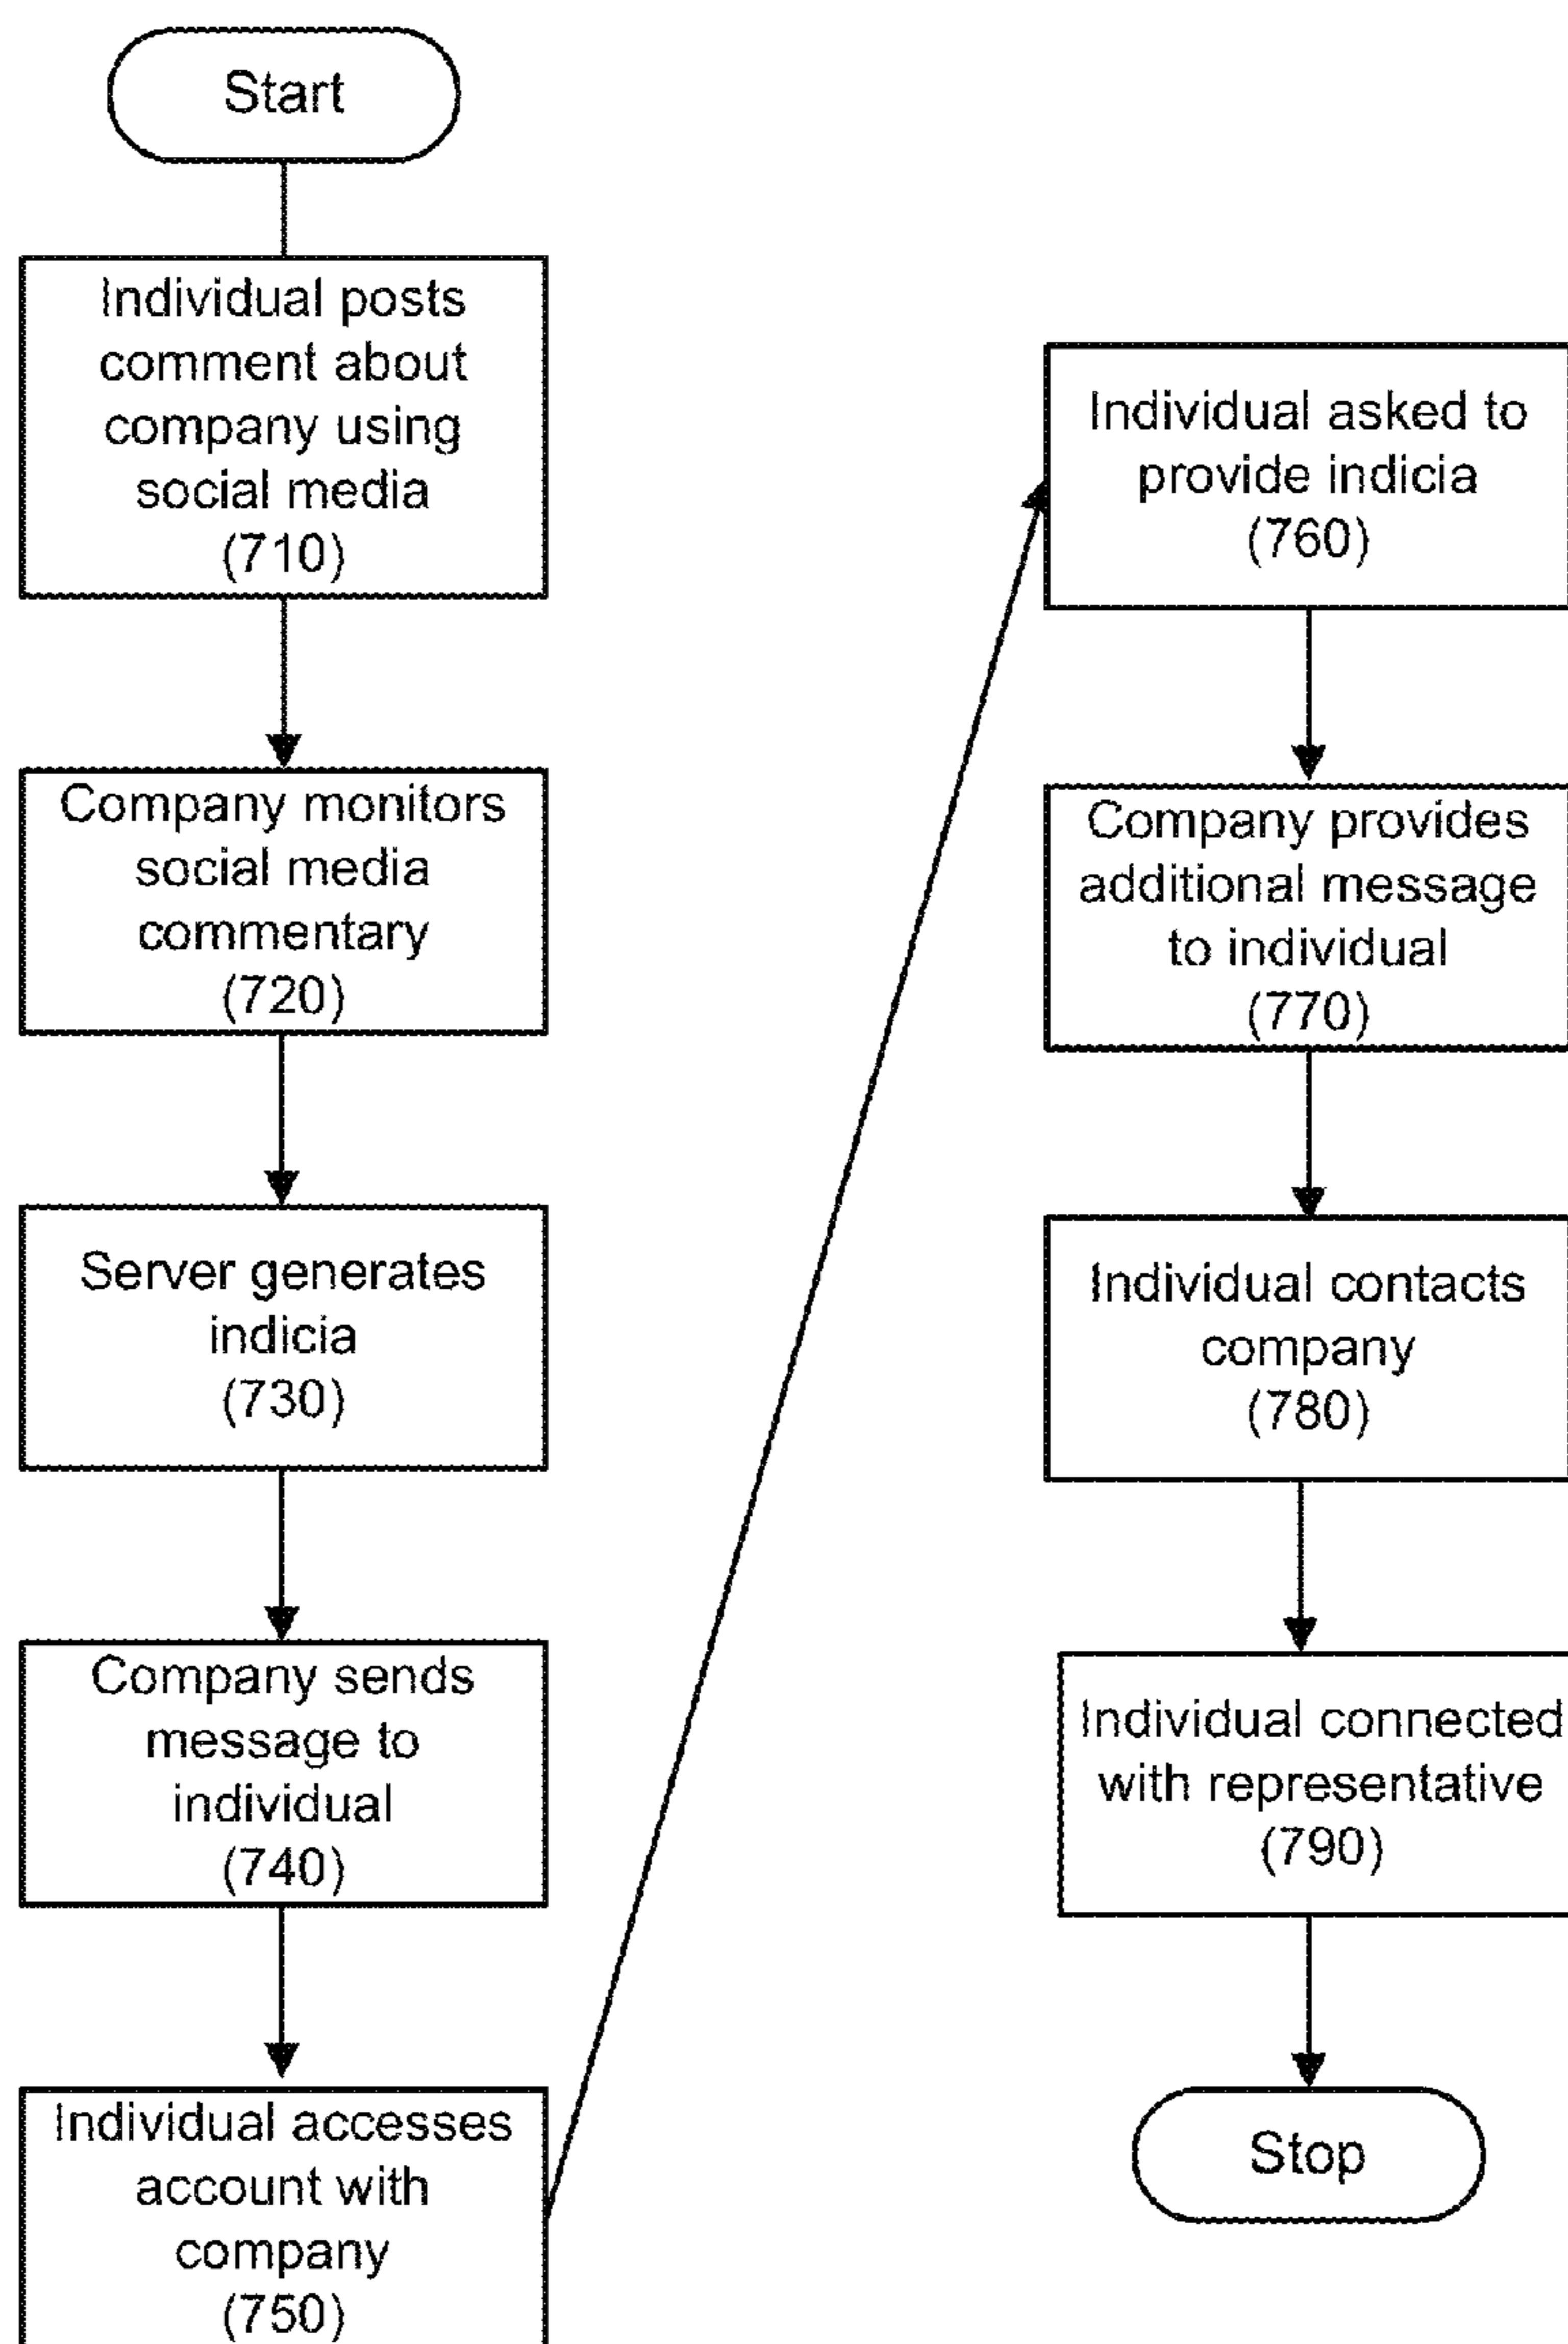 Start
Individual posts
comment about
company using
social media
(710)
Company monitors
social media
commentary
(720)
Server generates
indicia
(730)
Company sends
message to
individual
(740)
Individual accesses
account with
company
(750)
Individual asked to
provide indicia
(760)
Company provides
additional message
to individual
(770)
Individual contacts
company
(780)
Individual connected
with representative
(790)
Stop